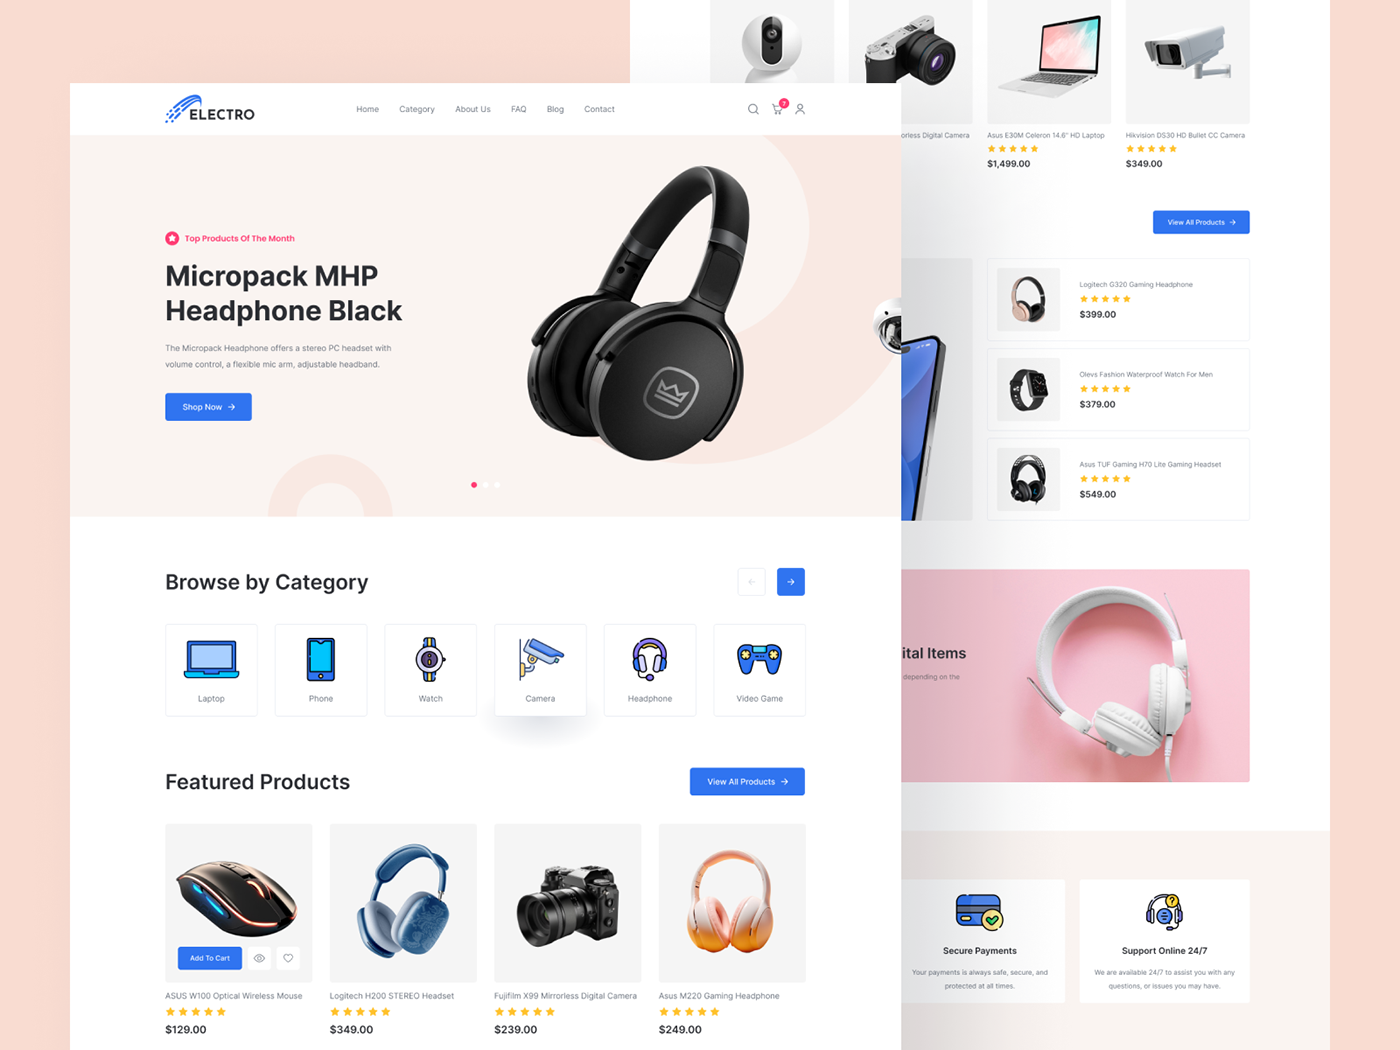 ELECTRO
Home
Category
About Us
FAQ
Blog
Contact
7
Top Products Of The Month
Micropack MHP
Headphone Black
The Micropack Headphone offers a stereo PC headset with
volume control, a flexible mic arm, adjustable headband.
Shop Now
Browse by Category
Laptop
Phone
Watch
Camera
Headphone
Video Game
Featured Products
View All Products
Add To Cart
ASUS W100 Optical Wireless Mouse
$129.00
Logitech H200 STEREO Headset
$349.00
Fujifilm X99 Mirrorless Digital Camera
$239.00
Asus M220 Gaming Headphone
$249.00
orless Digital Camera
Asus E30M Celeron 14.6" HD Laptop
$1,499.00
Hikvision DS30 HD Bullet CC Camera
$349.00
View All Products
Logitech G320 Gaming Headphone
$399.00
Olevs Fashion Waterproof Watch For Men
$379.00
Asus TUF Gaming H70 Lite Gaming Headset
$549.00
ital Items
depending on the
Secure Payments
Your payments is always safe, secure, and
protected at all times.
Support Online 24/7
We are available 24/7 to assist you with any
questions, or issues you may have.